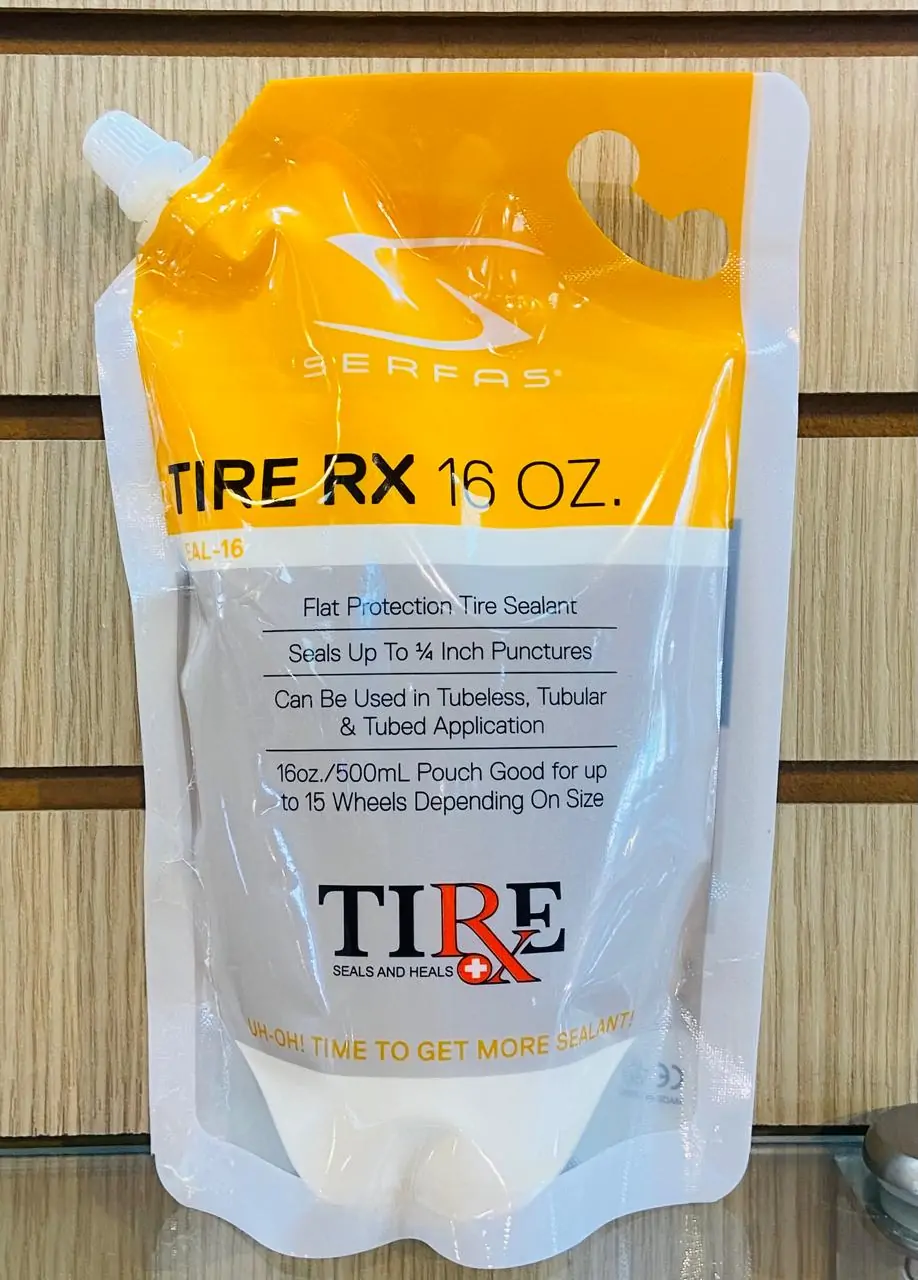 SERFAS®
TIRE RX 16 OZ.
EAL-16
Flat Protection Tire Sealant
Seals Up To ¼ Inch Punctures
Can Be Used in Tubeless, Tubular
& Tubed Application
16oz./500mL Pouch Good for up
to 15 Wheels Depending On Size
TIRxE
SEALS AND HEALS
UH-OH! TIME TO GET MORE SEALANT!
CE